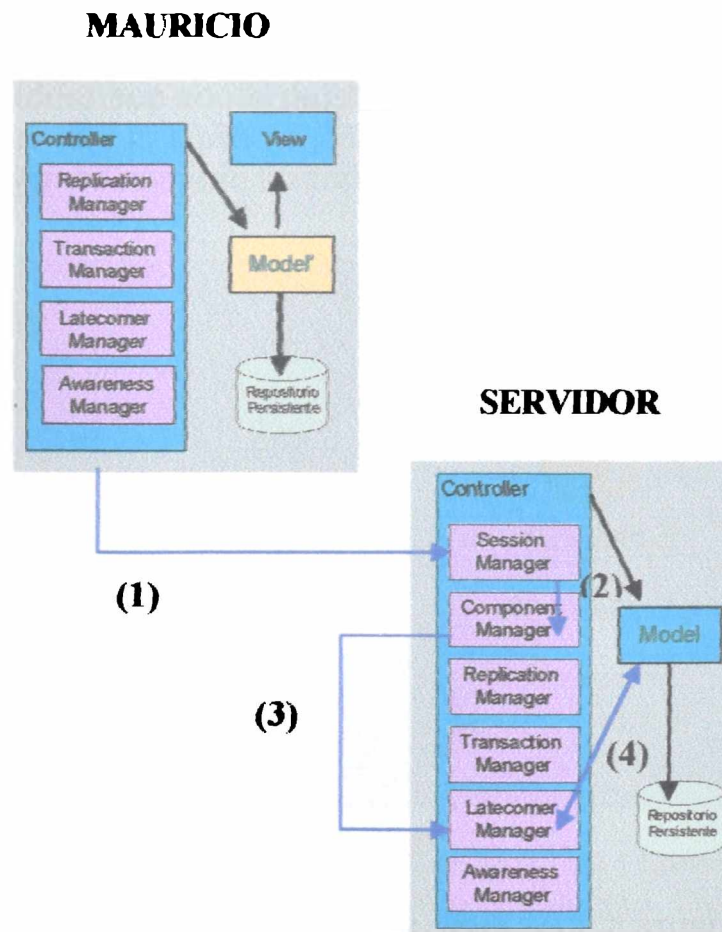 MAURICIO
Controller
View
Replication
Manager
Transaction
Manager
Model'
Latecomer
Manager
Awareness
Manager
Repositorio
Persistente
SERVIDOR
Controller
Session
Manager
(1)
(2)
Component
Manager
Model
Replication
Manager
(3)
Transaction
Manager
(4)
Latecomer
Manager
Repositorio
Persistente
Awareness
Manager